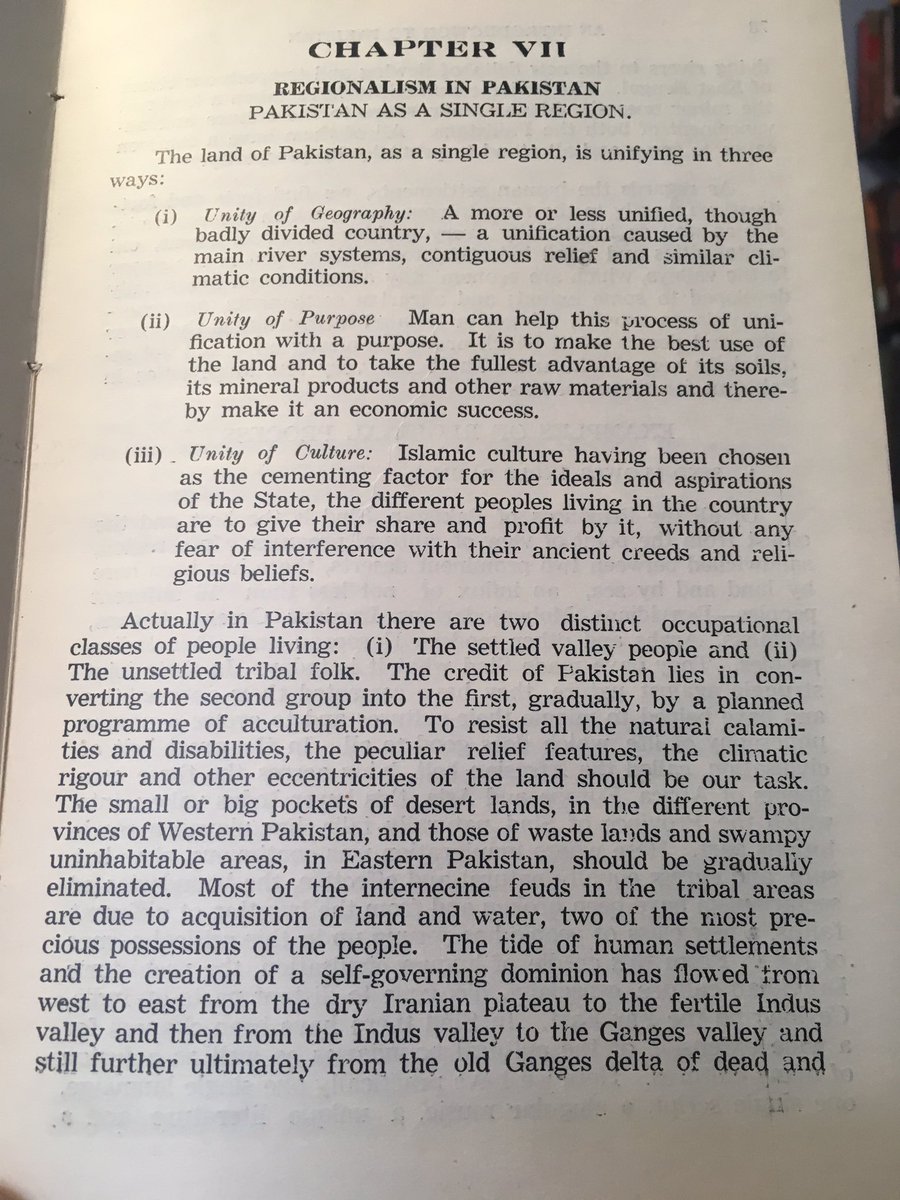 CHAPTER VII
REGIONALISM IN PAKISTAN
PAKISTAN AS A SINGLE REGION.
The land of Pakistan, as a single region, is unifying in three
ways:
(i) Unity of Geography: A more or less unified, though
badly divided country, — a unification caused by the
main river systems, contiguous relief and similar cli-
matic conditions.
(ii) Unity of Purpose Man can help this process of uni-
fication with a purpose. It is to make the best use of
the land and to take the fullest advantage of its soils,
its mineral products and other raw materials and there-
by make it an economic success.
(iii) Unity of Culture: Islamic culture having been chosen
as the cementing factor for the ideals and aspirations
of the State, the different peoples living in the country
are to give their share and profit by it, without any
fear of interference with their ancient creeds and reli-
gious beliefs.
Actually in Pakistan there are two distinct occupational
classes of people living: (i) The settled valley people and (ii)
The unsettled tribal folk. The credit of Pakistan lies in con-
verting the second group into the first, gradually, by a planned
programme of acculturation. To resist all the natural calami-
ties and disabilities, the peculiar relief features, the climatic
rigour and other eccentricities of the land should be our task.
The small or big pockets of desert lands, in the different pro-
vinces of Western Pakistan, and those of waste lands and swampy
uninhabitable areas, in Eastern Pakistan, should be gradually
eliminated. Most of the internecine feuds in the tribal areas
are due to acquisition of land and water, two of the most pre-
cious possessions of the people. The tide of human settlements
and the creation of a self-governing dominion has flowed from
west to east from the dry Iranian plateau to the fertile Indus
valley and then from the Indus valley to the Ganges valley and
still further ultimately from the old Ganges delta of dead and